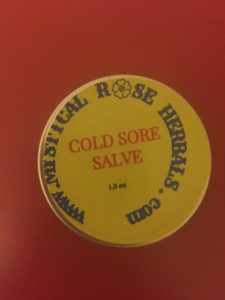 www.MYSTICAL ROSE HERBALS.com
COLD SORE
SALVE
1.5 oz